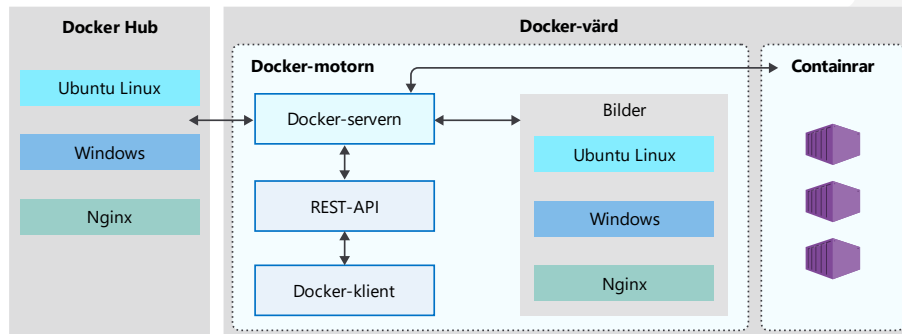 Docker Hub
Ubuntu Linux
Windows
Nginx
Docker-värd
Docker-motorn
Docker-servern
REST-API
Docker-klient
Bilder
Ubuntu Linux
Windows
Nginx
Containrar